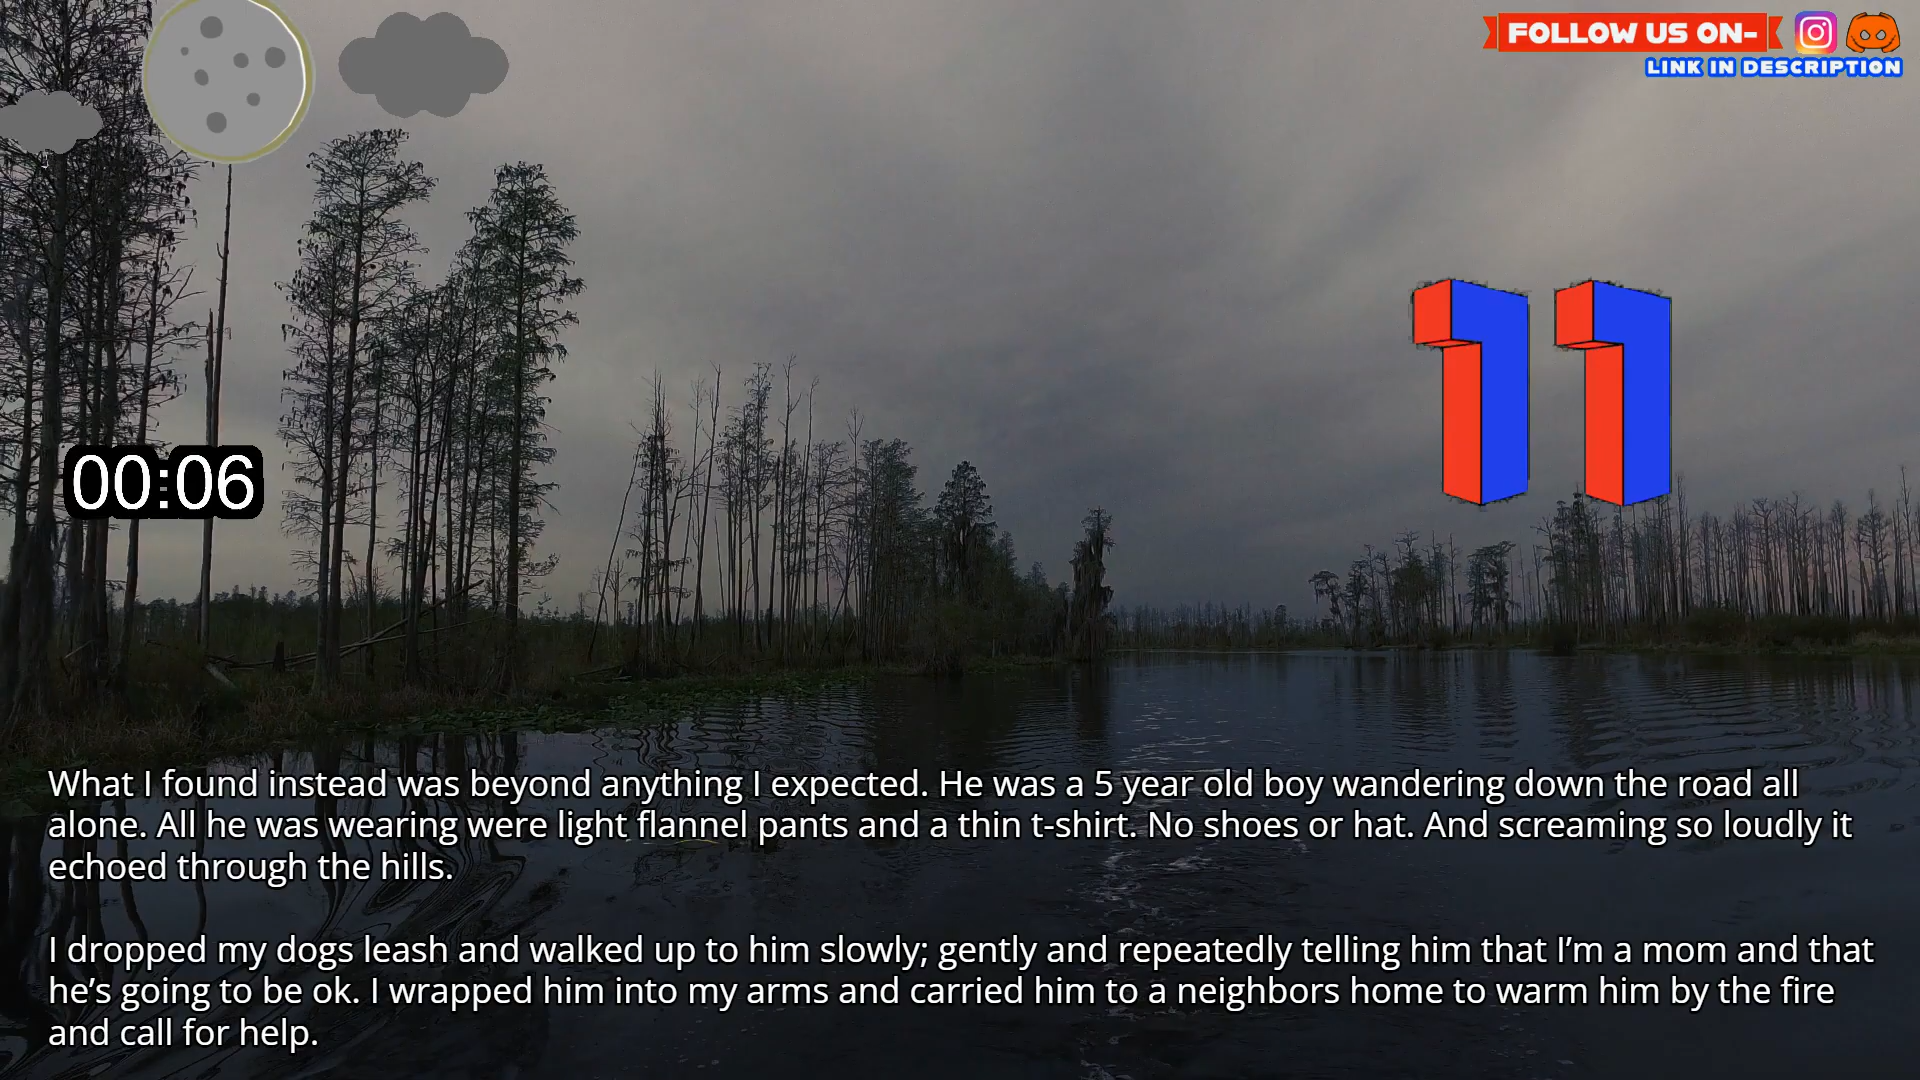 FOLLOW US ON-
LINK IN DESCRIPTION
11
00:06
What I found instead was beyond anything I expected. He was a 5 year old boy wandering down the road all
alone. All he was wearing were light flannel pants and a thin t-shirt. No shoes or hat. And screaming so loudly it
echoed through the hills.
I dropped my dogs leash and walked up to him slowly; gently and repeatedly telling him that I’m a mom and that
he’s going to be ok. I wrapped him into my arms and carried him to a neighbors home to warm him by the fire
and call for help.